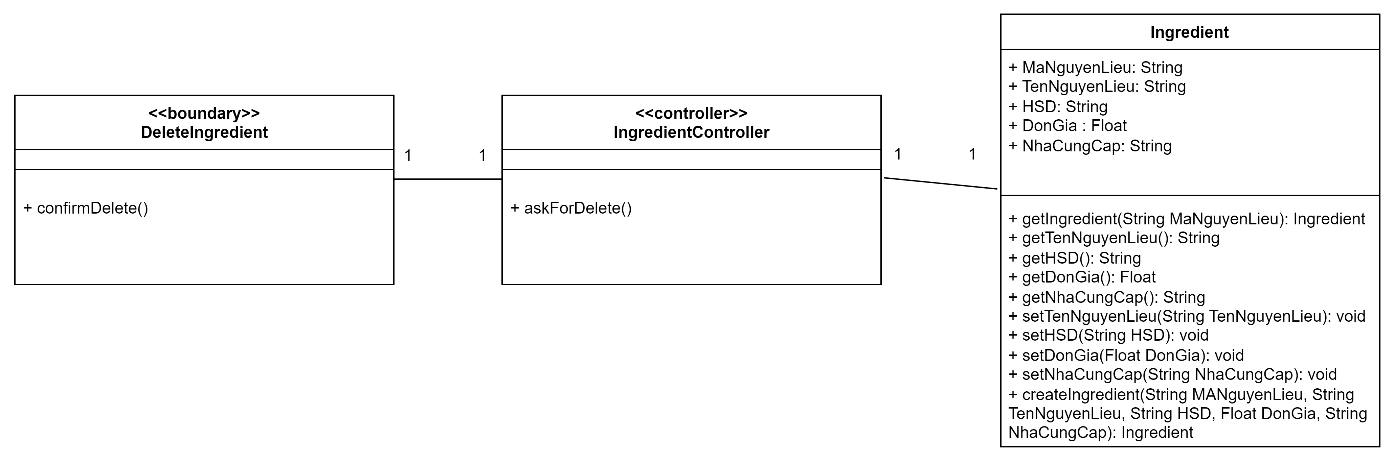 <<boundary>>
DeleteIngredient
+ confirmDelete()
1
1
<<controller>>
IngredientController
+ askForDelete()
1
1
Ingredient
+ MaNguyenLieu: String
+ TenNguyenLieu: String
+ HSD: String
+ DonGia : Float
+ NhaCungCap: String
+ getIngredient(String MaNguyenLieu): Ingredient
+ getTenNguyenLieu(): String
+ getHSD(): String
+ getDonGia(): Float
+ getNhaCungCap(): String
+ setTenNguyenLieu(String TenNguyenLieu): void
+ setHSD(String HSD): void
+ setDonGia(Float DonGia): void
+ setNhaCungCap(String NhaCungCap): void
+ createIngredient(String MANguyenLieu, String
TenNguyenLieu, String HSD, Float DonGia, String
NhaCungCap): Ingredient